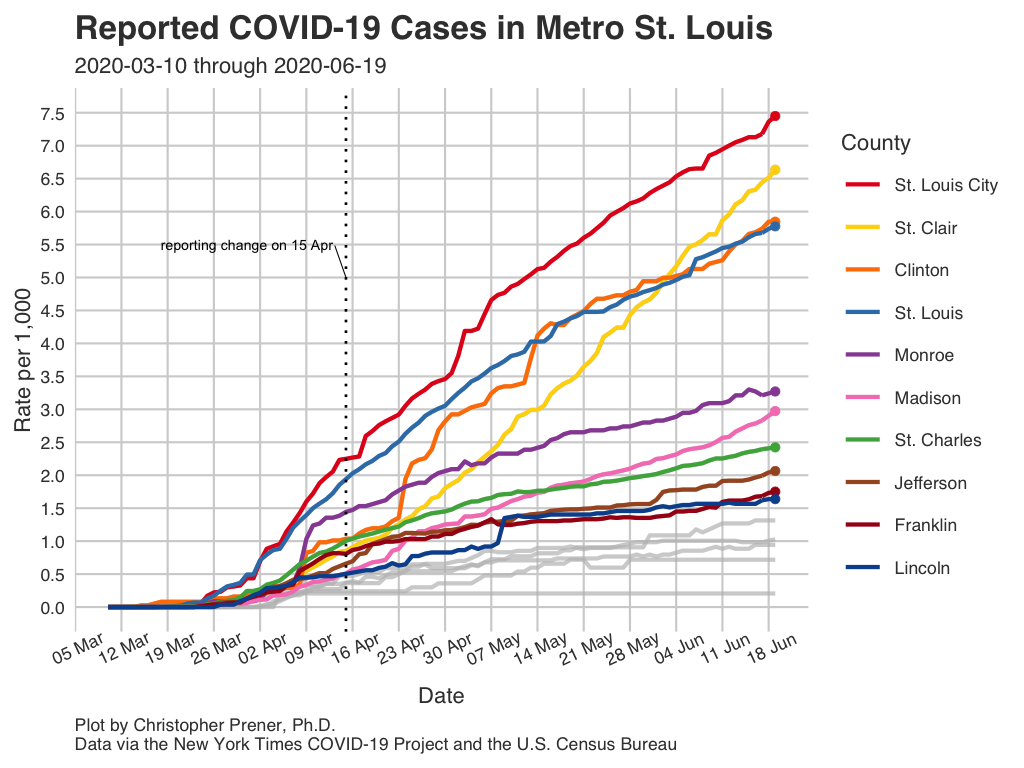 Reported COVID-19 Cases in Metro St. Louis
2020-03-10 through 2020-06-19
Rate per 1,000
7.5
7.0
6.5
6.0
5.5
5.0
4.5
4.0
3.5
3.0
2.5
2.0
1.5
1.0
0.5
0.0
reporting change on 15 Apr
05 Mar
12 Mar
19 Mar
26 Mar
02 Apr
09 Apr
16 Apr
23 Apr
30 Apr
07 May
14 May
21 May
28 May
04 Jun
11 Jun
18 Jun
Date
County
St. Louis City
St. Clair
Clinton
St. Louis
Monroe
Madison
St. Charles
Jefferson
Franklin
Lincoln
Plot by Christopher Prener, Ph.D.
Data via the New York Times COVID-19 Project and the U.S. Census Bureau